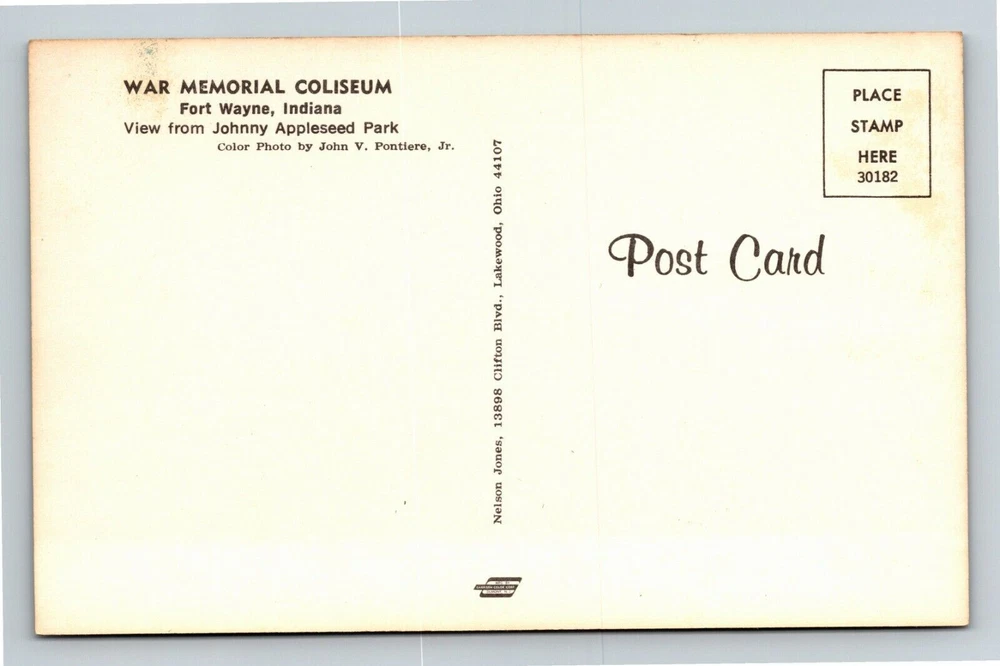 WAR MEMORIAL COLISEUM
Fort Wayne, Indiana
View from Johnny Appleseed Park
Color Photo by John V. Pontiere, Jr.
Nelson Jones, 13898 Clifton Blvd., Lakewood, Ohio 44107
PLACE
STAMP
HERE
30182
Post Card